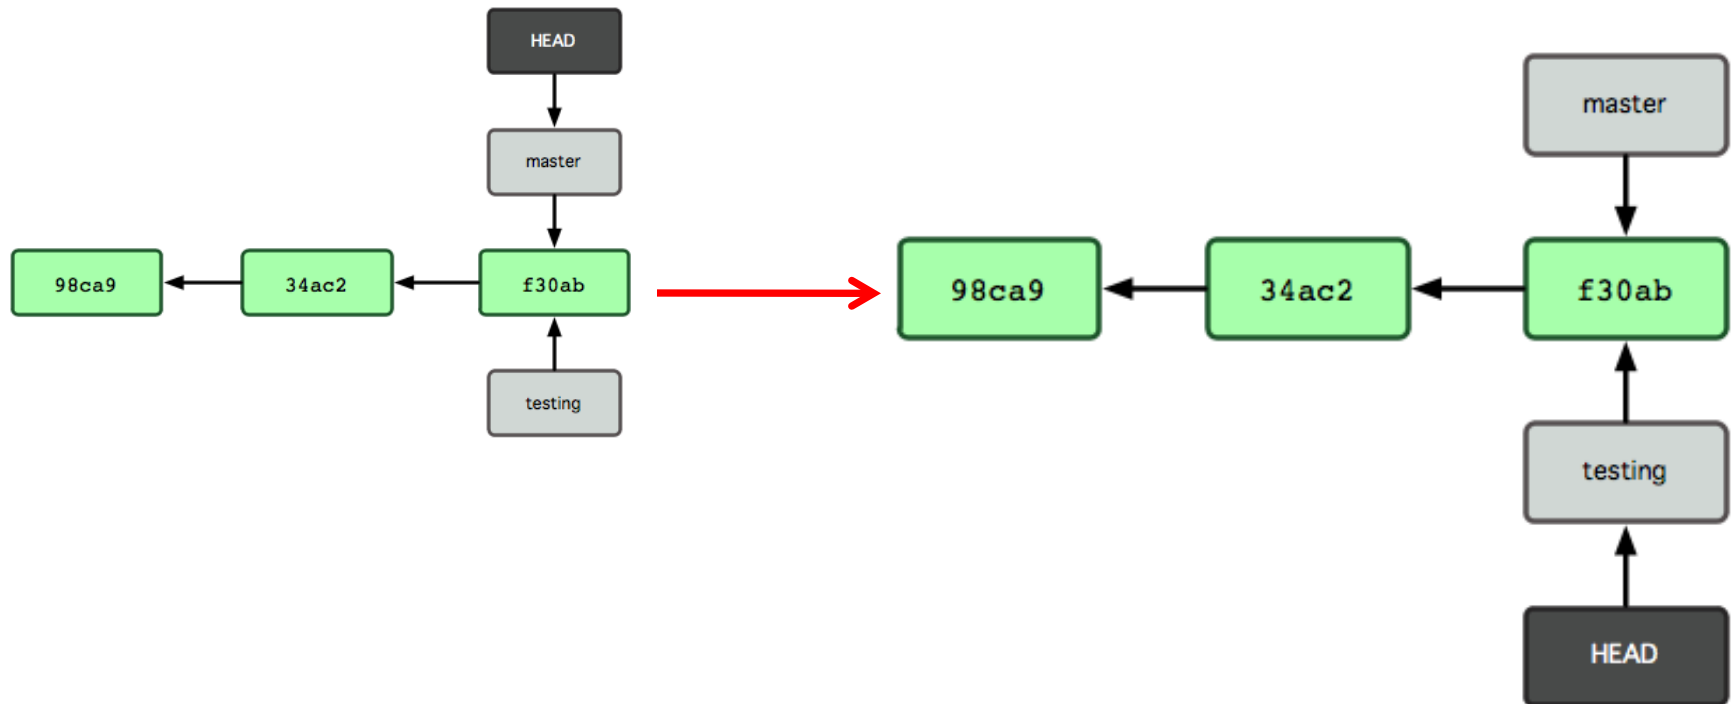 HEAD
master
98ca9
34ac2
f30ab
testing
master
98ca9
34ac2
f30ab
testing
HEAD